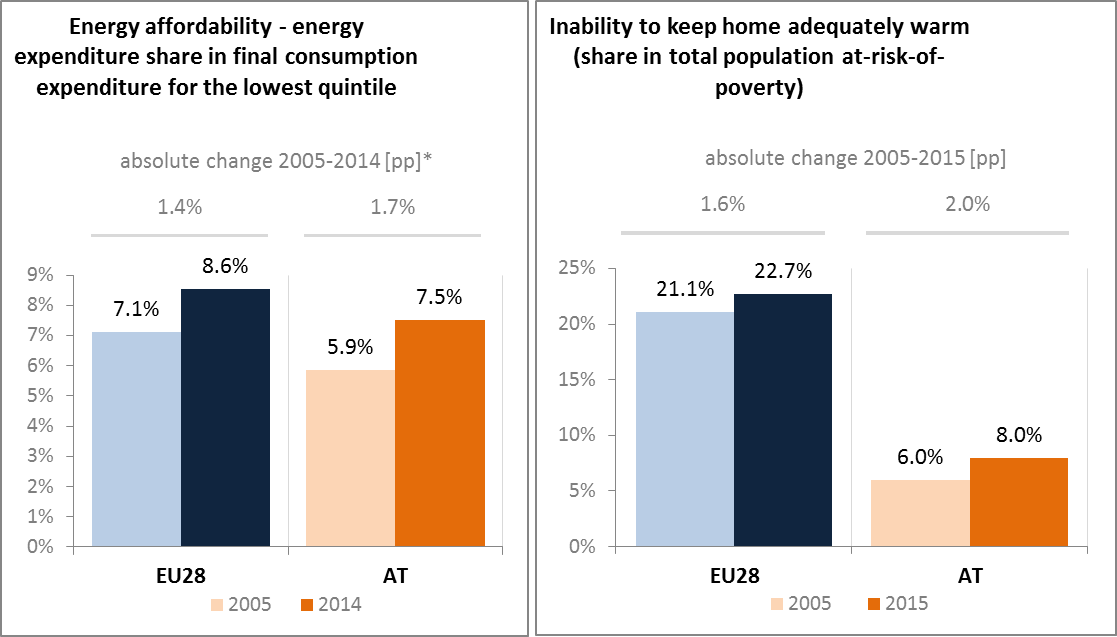 Energy affordability - energy
expenditure share in final consumption
expenditure for the lowest quintile
absolute change 2005-2014 [pp]*
1.4% 1.7%
9%
8%
7%
6%
5%
4%
3%
2%
1%
0%
7.1%
8.6%
5.9%
7.5%
EU28 AT
2005 2014
Inability to keep home adequately warm
(share in total population at-risk-of-
poverty)
absolute change 2005-2015 [pp]
1.6% 2.0%
25%
20%
15%
10%
5%
0%
21.1%
22.7%
6.0%
8.0%
EU28 AT
2005 2015